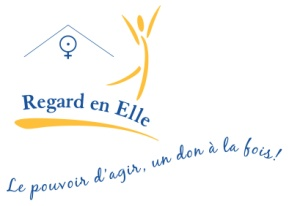 Regard en Elle
Le pouvoir d'agir, un don à la fois!